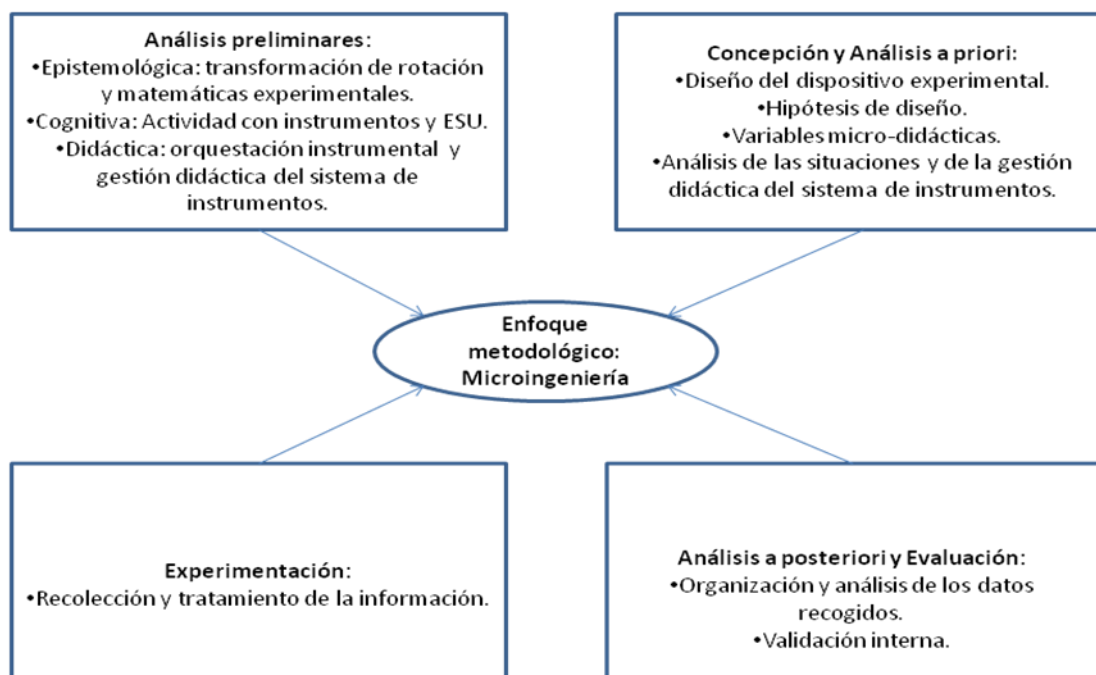 Análisis preliminares:
•Epistemológica: transformación de rotación
y matemáticas experimentales.
•Cognitiva: Actividad con instrumentos y ESU.
•Didáctica: orquestación instrumental y
gestión didáctica del sistema de
instrumentos.
Concepción y Análisis a priori:
•Diseño del dispositivo experimental.
•Hipótesis de diseño.
•Variables micro-didácticas.
•Análisis de las situaciones y de la gestión
didáctica del sistema de instrumentos.
Enfoque
metodológico:
Microingeniería
Experimentación:
•Recolección y tratamiento de la información.
Análisis a posteriori y Evaluación:
•Organización y análisis de los datos
recogidos.
•Validación interna.